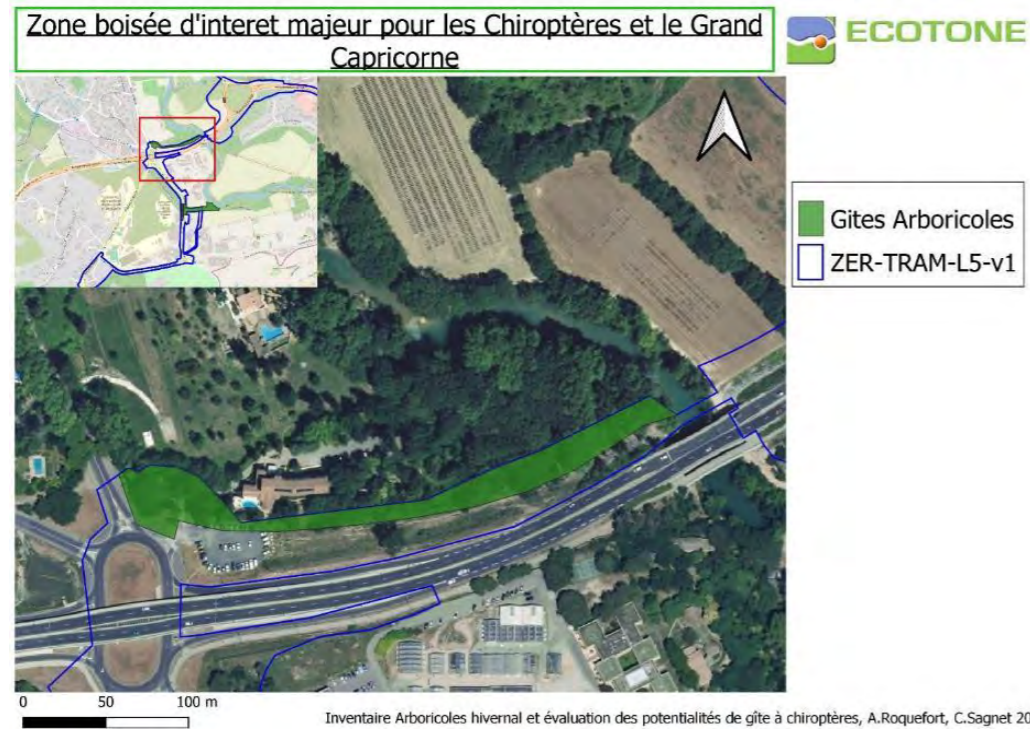 Zone boisée d'interet majeur pour les Chiroptères et le Grand
Capricorne
ECOTONE
Gites Arboricoles
ZER-TRAM-L5-v1
0 50 100 m
Inventaire Arboricoles hivernal et évaluation des potentialités de gîte à chiroptères, A.Roquefort, C.Sagnet 20